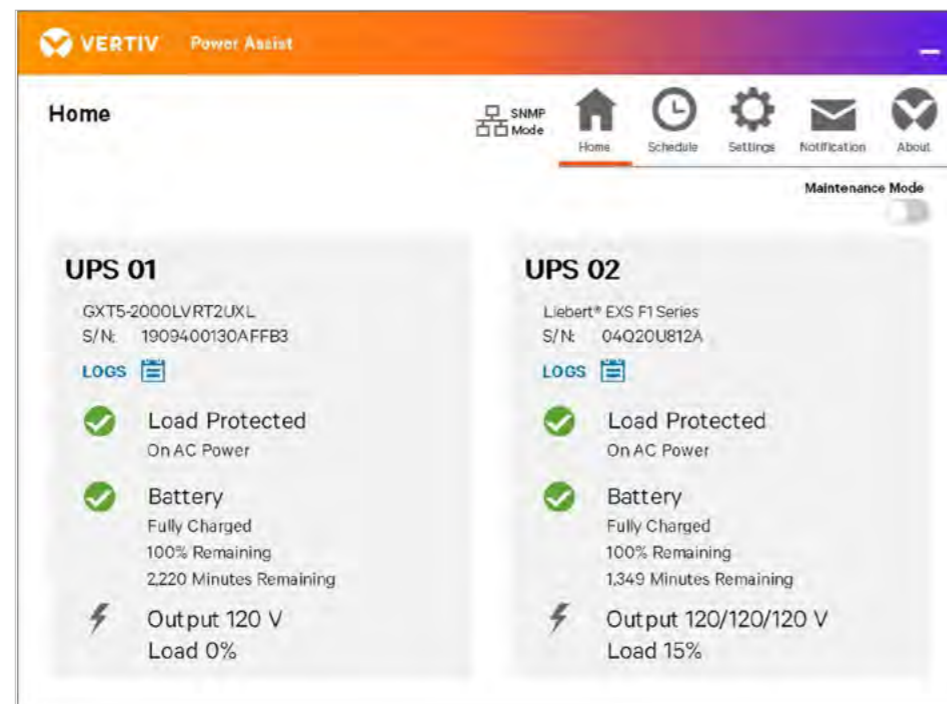 VERTIV Power Assist
Home
SNMP
Mode
Home Schedule Settings Notification About
Maintenance Mode
UPS 01
GXT5-2000LVRT2UXL
S/N: 1909400130AFFB3
LOGS
Load Protected
On AC Power
Battery
Fully Charged
100% Remaining
2,220 Minutes Remaining
Output 120 V
Load 0%
UPS 02
Liebert® EXS F1 Series
S/N: 04Q20U812A
LOGS
Load Protected
On AC Power
Battery
Fully Charged
100% Remaining
1,349 Minutes Remaining
Output 120/120/120 V
Load 15%